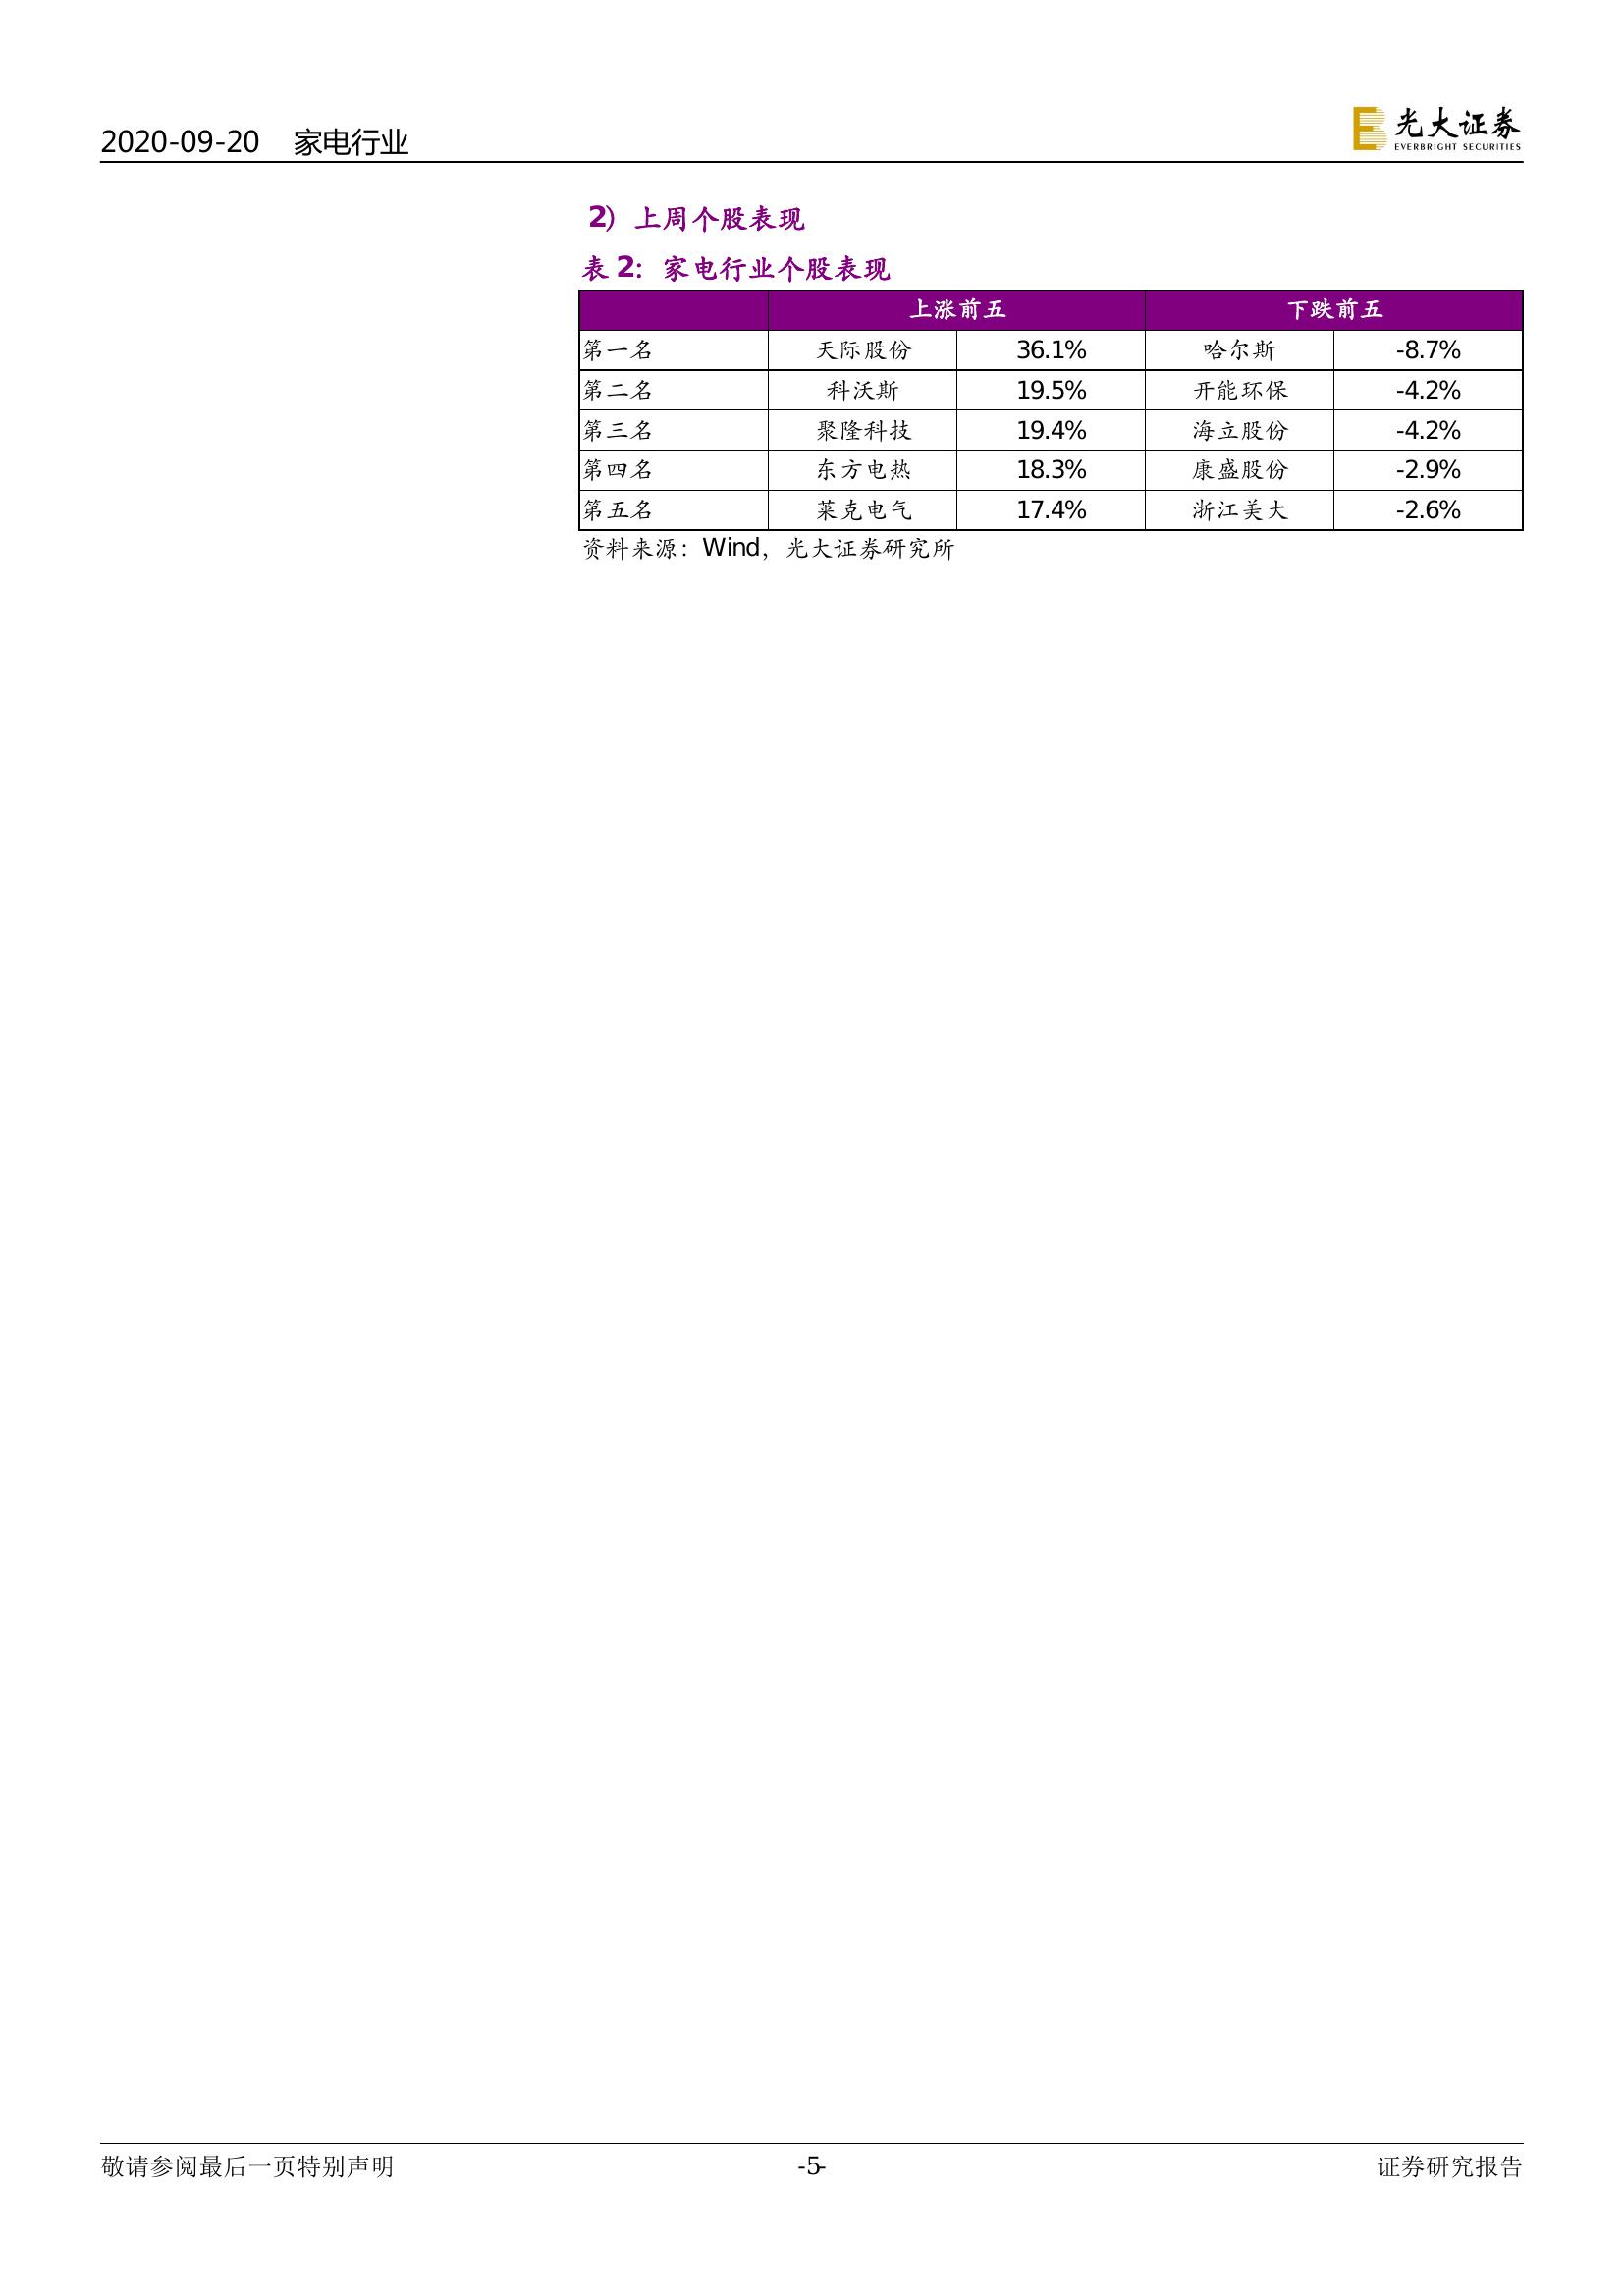 2020-09-20 家电行业
光大证券
EVERBRIGHT SECURITIES
2）上周个股表现
表 2：家电行业个股表现
上涨前五 下跌前五
第一名 天际股份 36.1% 哈尔斯 -8.7%
第二名 科沃斯 19.5% 开能环保 -4.2%
第三名 聚隆科技 19.4% 海立股份 -4.2%
第四名 东方电热 18.3% 康盛股份 -2.9%
第五名 莱克电气 17.4% 浙江美大 -2.6%
资料来源：Wind，光大证券研究所
敬请参阅最后一页特别声明 -5- 证券研究报告